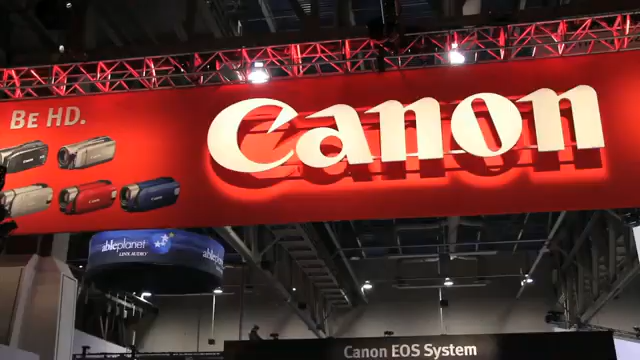 BE HD.
Canon
ableplanet
LINX AUDIO
Canon EOS System